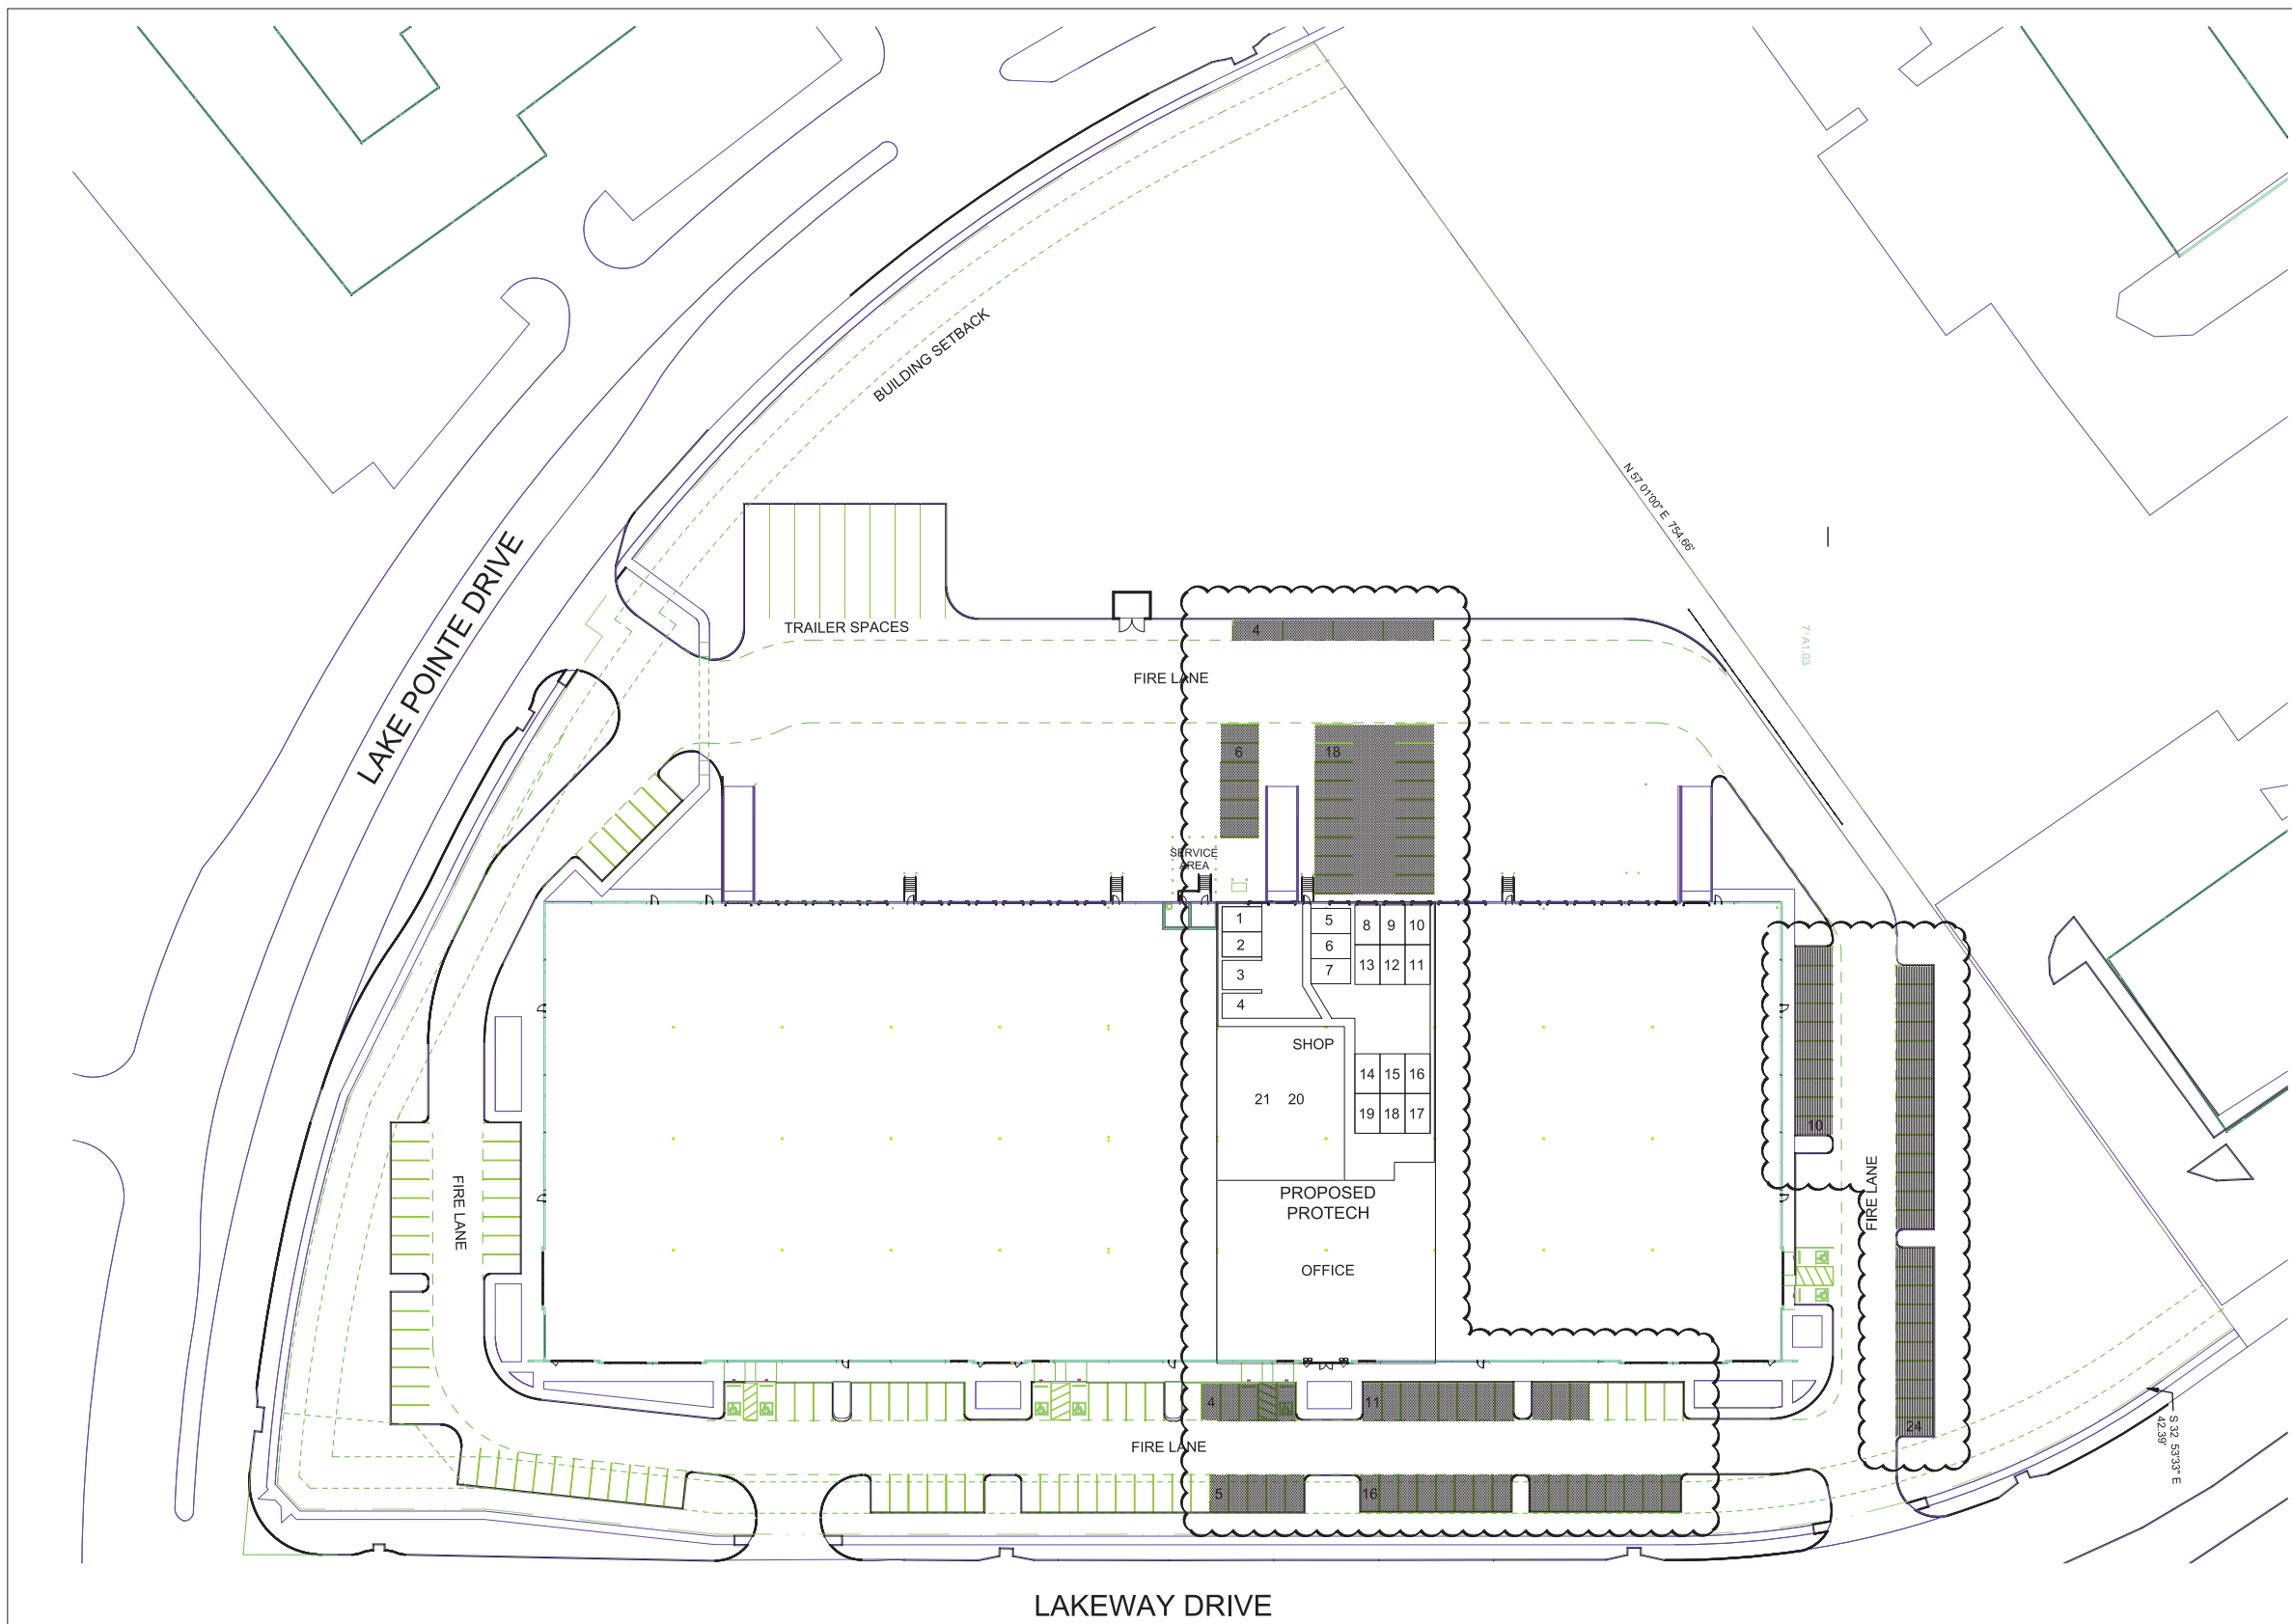 BUILDING SETBACK
N 57 01'00" E 754.66'
LAKE POINTE DRIVE
TRAILER SPACES
4
7' A1.03
FIRE LANE
6
18
SERVICE
AREA
1
2
3
4
5
6
7
8 9 10
13 12 11
SHOP
14 15 16
19 18 17
21 20
10
FIRE LANE
FIRE LANE
PROPOSED
PROTECH
OFFICE
4
11
24
S 32 53'33" E
42.39'
FIRE LANE
5
16
LAKEWAY DRIVE